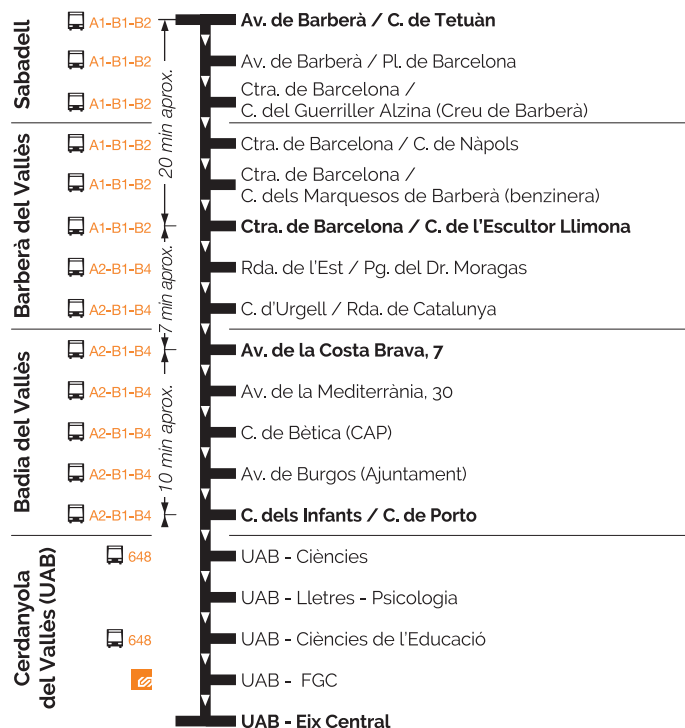 Sabadell
A1-B1-B2
Av. de Barberà / C. de Tetuàn
A1-B1-B2
Av. de Barberà / Pl. de Barcelona
A1-B1-B2
Ctra. de Barcelona /
C. del Guerriller Alzina (Creu de Barberà)
20 min aprox.
Barberà del Vallès
A1-B1-B2
Ctra. de Barcelona / C. de Nàpols
A1-B1-B2
Ctra. de Barcelona /
C. dels Marquesos de Barberà (benzinera)
A1-B1-B2
Ctra. de Barcelona / C. de l'Escultor Llimona
A2-B1-B4
Rda. de l'Est / Pg. del Dr. Moragas
A2-B1-B4
C. d'Urgell / Rda. de Catalunya
7 min aprox.
Badia del Vallès
A2-B1-B4
Av. de la Costa Brava, 7
A2-B1-B4
Av. de la Mediterrània, 30
A2-B1-B4
C. de Bètica (CAP)
A2-B1-B4
Av. de Burgos (Ajuntament)
A2-B1-B4
C. dels Infants / C. de Porto
10 min aprox.
Cerdanyola
del Vallès (UAB)
648
UAB - Ciències
UAB - Lletres - Psicologia
648
UAB - Ciències de l'Educació
UAB - FGC
UAB - Eix Central